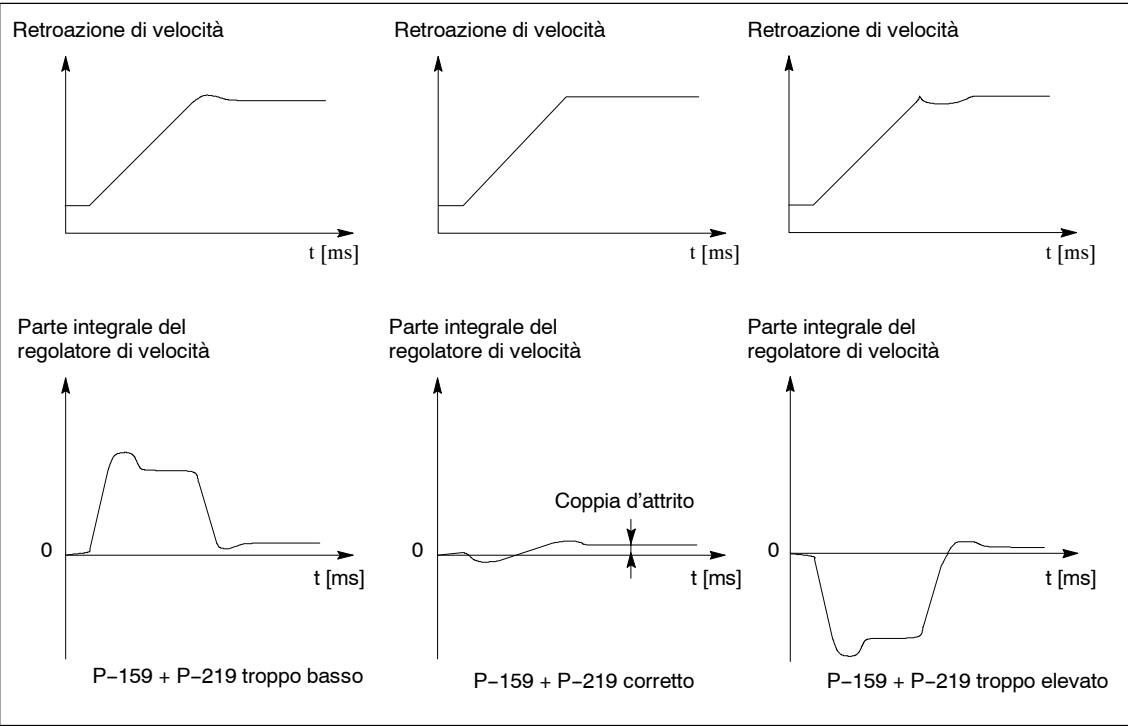 Retroazione di velocità
Retroazione di velocità
Retroazione di velocità
t [ms]
t [ms]
t [ms]
Parte integrale del
regolatore di velocità
Parte integrale del
regolatore di velocità
Parte integrale del
regolatore di velocità
Coppia d'attrito
0
0
0
t [ms]
t [ms]
t [ms]
P–159 + P–219 troppo basso
P–159 + P–219 corretto
P–159 + P–219 troppo elevato